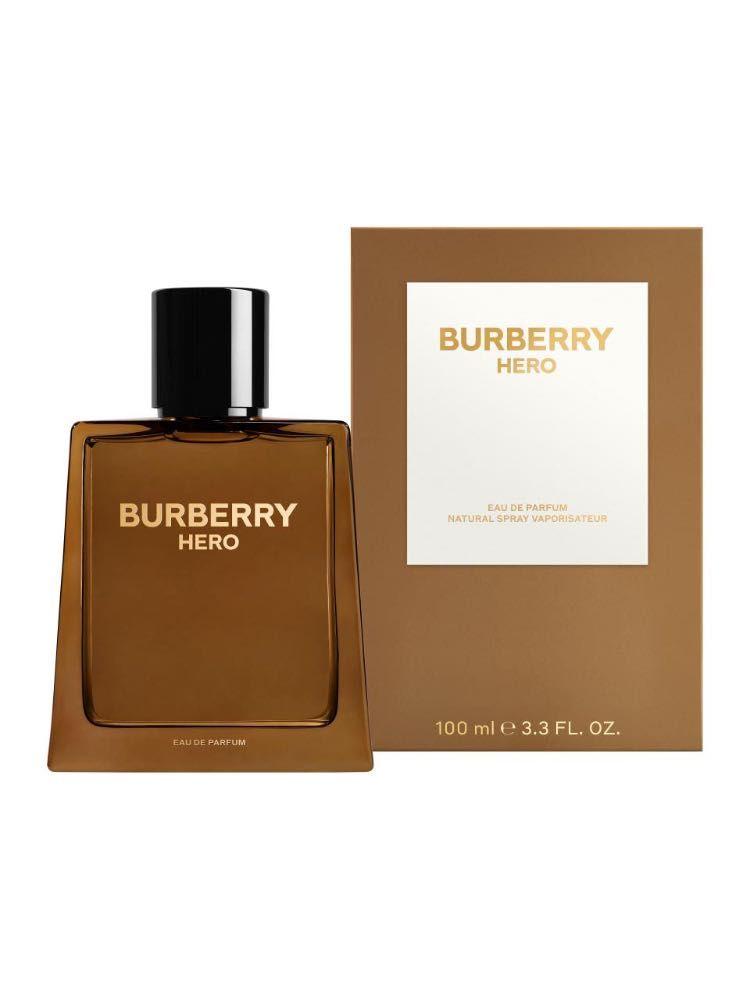 BURBERRY
HERO
EAU DE PARFUM
BURBERRY
HERO
EAU DE PARFUM
NATURAL SPRAY VAPORISATEUR
100 ml ℮ 3.3 FL. OZ.